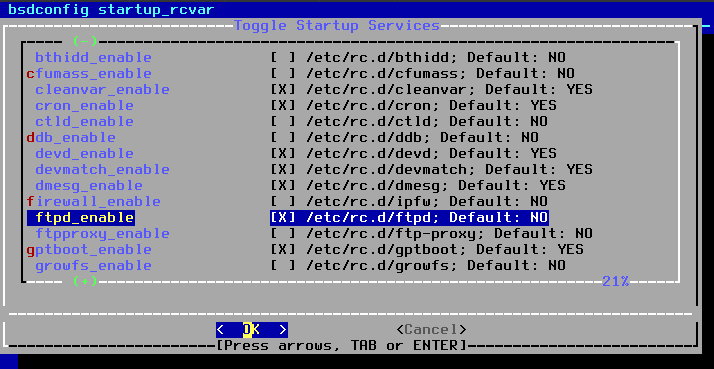 bsdconfig startup_rcvar
Toggle Startup Services
(-)
bthidd_enable [ ] /etc/rc.d/bthidd; Default: NO
cfumass_enable [ ] /etc/rc.d/cfumass; Default: NO
cleanvar_enable [X] /etc/rc.d/cleanvar; Default: YES
cron_enable [X] /etc/rc.d/cron; Default: YES
ctld_enable [ ] /etc/rc.d/ctld; Default: NO
ddb_enable [ ] /etc/rc.d/ddb; Default: NO
devd_enable [X] /etc/rc.d/devd; Default: YES
devmatch_enable [X] /etc/rc.d/devmatch; Default: YES
dmesg_enable [X] /etc/rc.d/dmesg; Default: YES
firewall_enable [ ] /etc/rc.d/ipfw; Default: NO
ftpd_enable [X] /etc/rc.d/ftpd; Default: NO
ftpproxy_enable [ ] /etc/rc.d/ftp-proxy; Default: NO
gptboot_enable [X] /etc/rc.d/gptboot; Default: YES
growfs_enable [ ] /etc/rc.d/growfs; Default: NO
(+) 21%
< OK > <Cancel>
[Press arrows, TAB or ENTER]